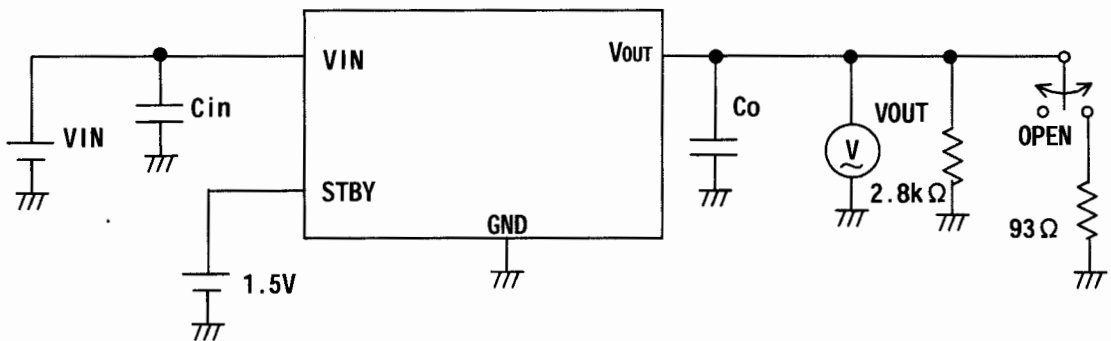 VIN
VOUT
Cin
VIN
Co
VOUT
V
OPEN
STBY
2.8kΩ
GND
93Ω
1.5V